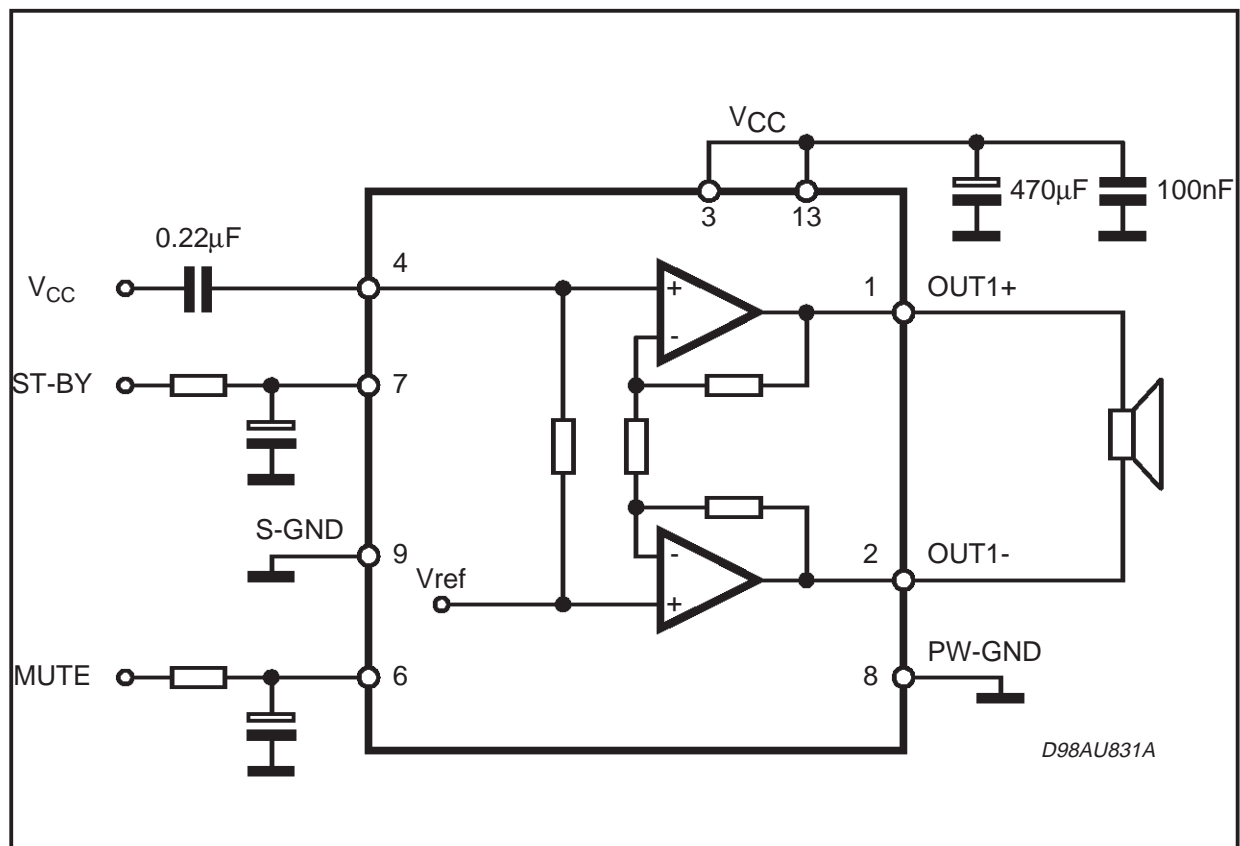 VCC
470μF
100nF
3
13
0.22μF
4
VCC
+
1
OUT1+
-
ST-BY
7
S-GND
9
-
2
OUT1-
Vref
+
PW-GND
MUTE
6
8
D98AU831A